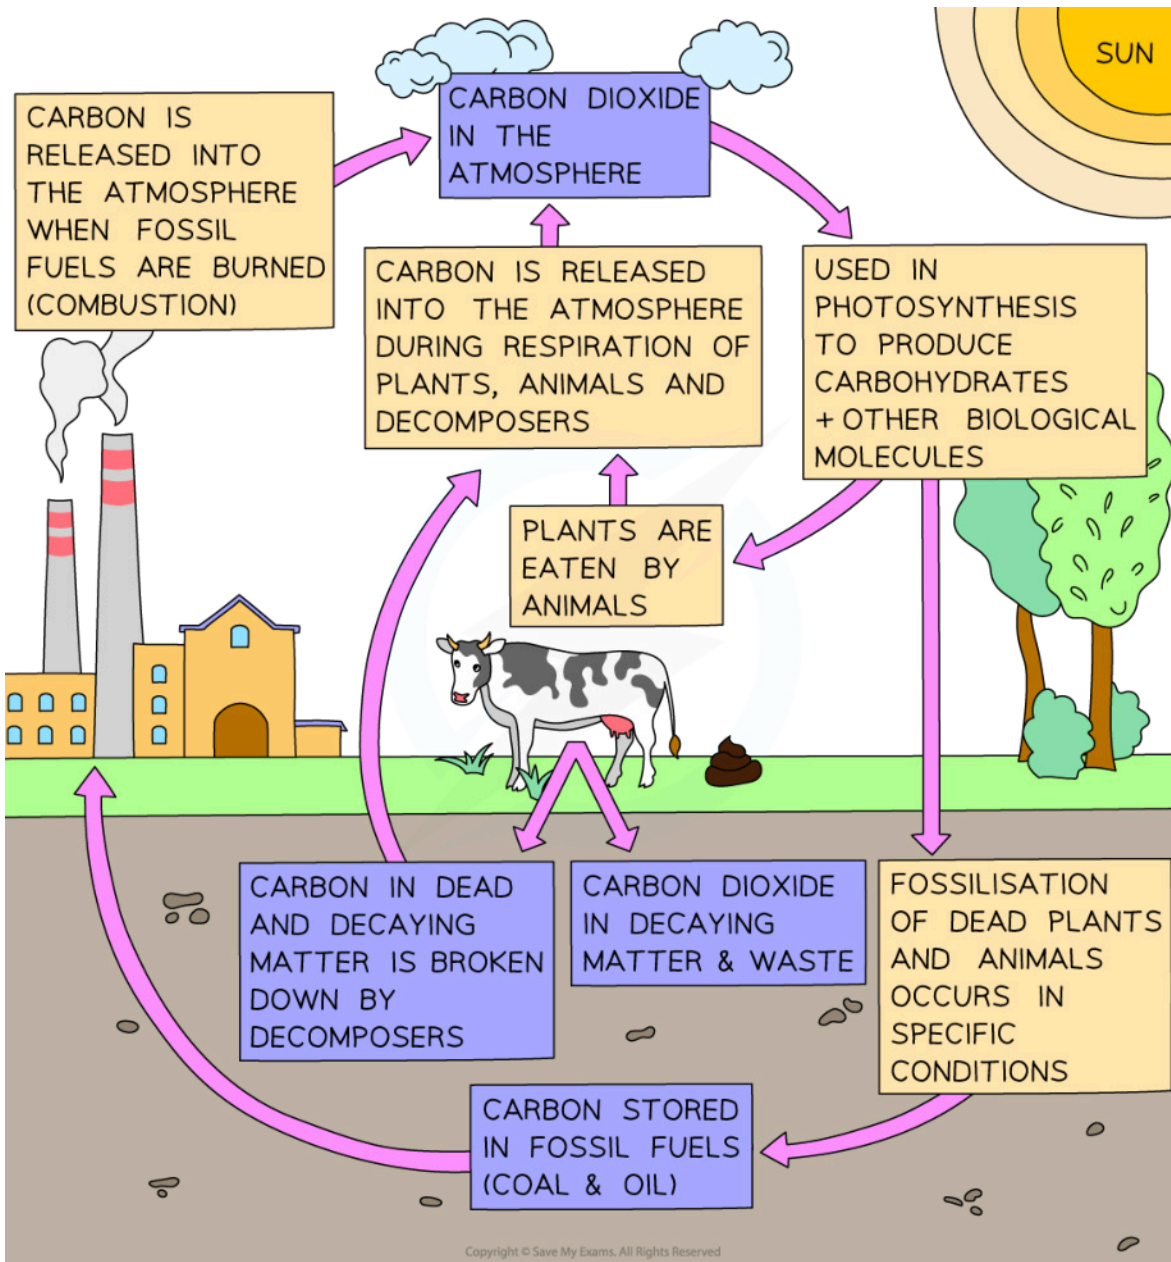 SUN
CARBON DIOXIDE
IN THE
ATMOSPHERE
CARBON IS
RELEASED INTO
THE ATMOSPHERE
WHEN FOSSIL
FUELS ARE BURNED
(COMBUSTION)
CARBON IS RELEASED
INTO THE ATMOSPHERE
DURING RESPIRATION OF
PLANTS, ANIMALS AND
DECOMPOSERS
USED IN
PHOTOSYNTHESIS
TO PRODUCE
CARBOHYDRATES
+ OTHER BIOLOGICAL
MOLECULES
PLANTS ARE
EATEN BY
ANIMALS
CARBON IN DEAD
AND DECAYING
MATTER IS BROKEN
DOWN BY
DECOMPOSERS
CARBON DIOXIDE
IN DECAYING
MATTER & WASTE
FOSSILISATION
OF DEAD PLANTS
AND ANIMALS
OCCURS IN
SPECIFIC
CONDITIONS
CARBON STORED
IN FOSSIL FUELS
(COAL & OIL)
Copyright © Save My Exams. All Rights Reserved